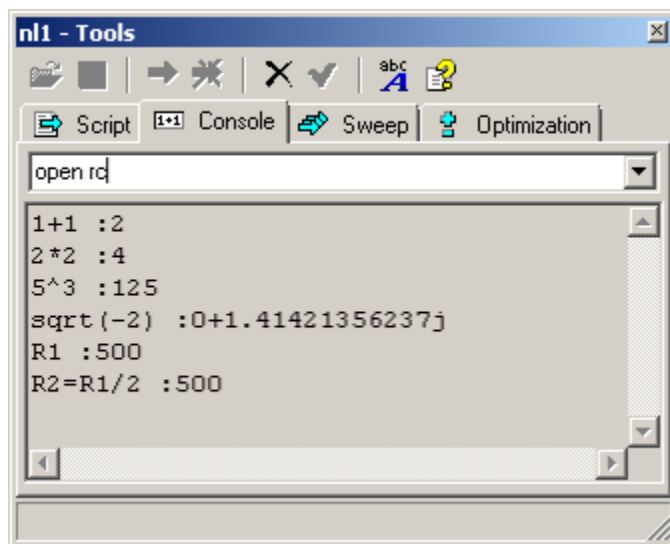 nl1 - Tools
abc
A
Script
1+1
Console
Sweep
Optimization
open rc
1+1 :2
2*2 :4
5^3 :125
sqrt(-2) :0+1.41421356237j
R1 :500
R2=R1/2 :500